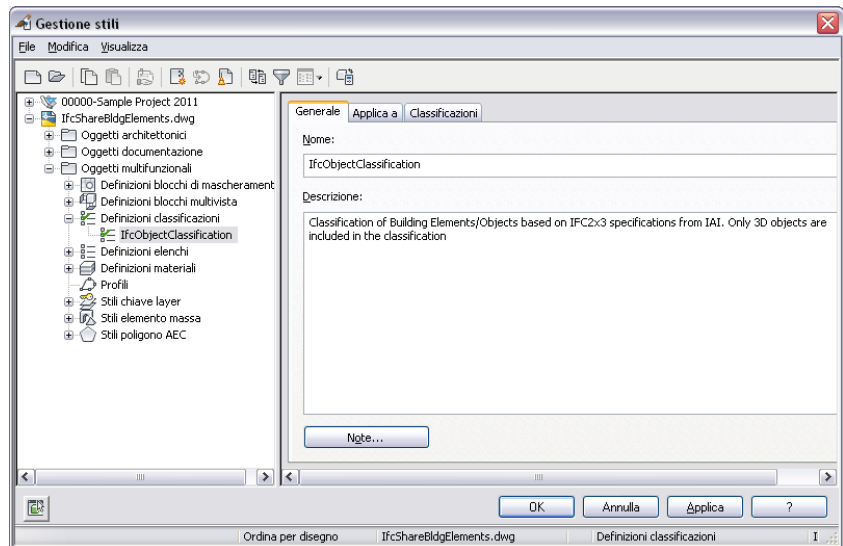 Gestione stili
File Modifica Visualizza
00000-Sample Project 2011
IfcShareBldgElements.dwg
Oggetti architettonici
Oggetti documentazione
Oggetti multifunzionali
Definizioni blocchi di mascherament
Definizioni blocchi multivista
Definizioni classificazioni
IfcObjectClassification
Definizioni elenchi
Definizioni materiali
Profili
Stili chiave layer
Stili elemento massa
Stili poligono AEC
Generale Applica a Classificazioni
Nome:
IfcObjectClassification
Descrizione:
Classification of Building Elements/Objects based on IFC2x3 specifications from IAI. Only 3D objects are
included in the classification
Note...
OK Annulla Applica ?
Ordina per disegno IfcShareBldgElements.dwg Definizioni classificazioni I